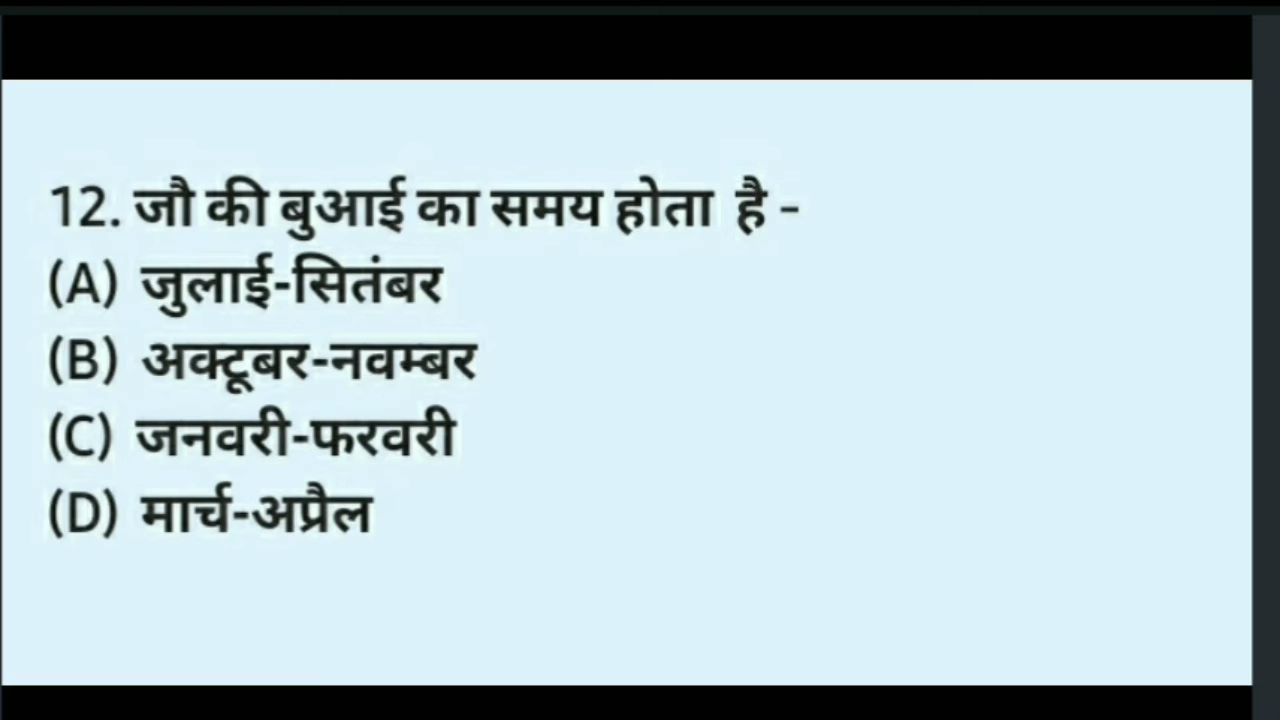 12. जौ की बुआई का समय होता है -
(A) जुलाई-सितंबर
(B) अक्टूबर-नवम्बर
(C) जनवरी-फरवरी
(D) मार्च-अप्रैल